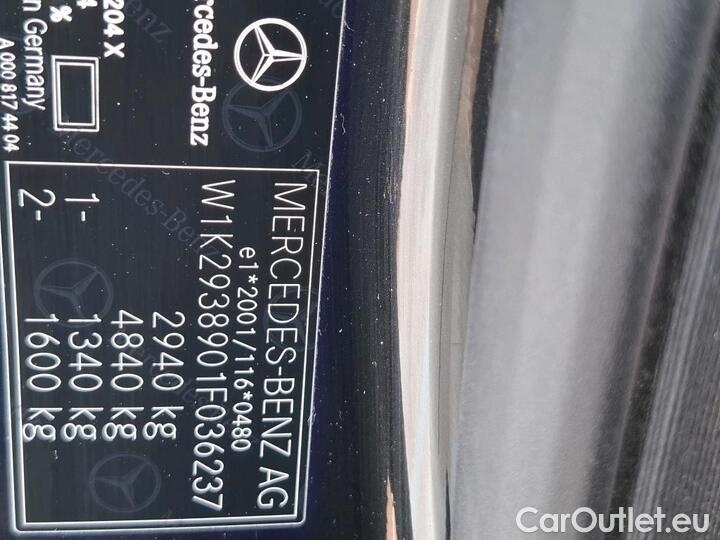 MERCEDES-BENZ AG
e1*2001/116*0480
W1K2938901F036237
2940 kg
4840 kg
1- 1340 kg
2- 1600 kg
Mercedes-Benz
204 X
%
in Germany
A 000 817 44 04
CarOutlet.eu